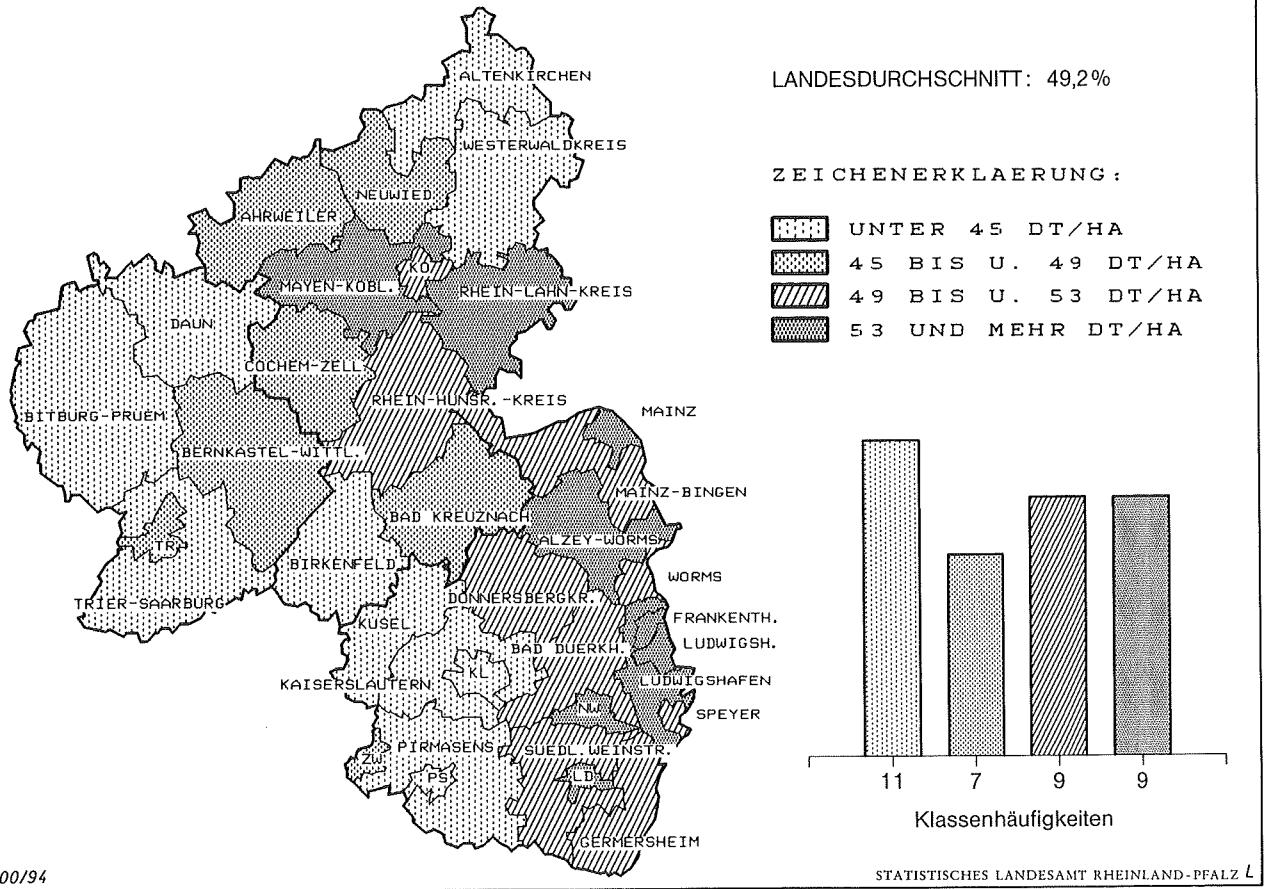 ALTENKIRCHEN
WESTERWALDKREIS
NEUWIED
AHRWEILER
KO
MAYEN-KOBL.
RHEIN-LAHN-KREIS
DAUN
COCHEM-ZELL
RHEIN-HUNSR.-KREIS
BITBURG-PRUEM
BERNKASTEL-WITTL.
MAINZ
MAINZ-BINGEN
BAD KREUZNACH
ALZEY-WORMS
TR
BIRKENFELD
WORMS
TRIER-SAARBURG
DONNERSBERGKR.
KUSEL
FRANKENTH.
BAD DUERKH.
LUDWIGSH.
KL
KAISERSLAUTERN
LUDWIGSHAFEN
NW
SPEYER
PIRMASENS
SUEDL.WEINSTR.
ZW
PS
LD
GERMERSHEIM
LANDESDURCHSCHNITT: 49,2%
ZEICHENERKLAERUNG:
UNTER 45 DT/HA
45 BIS U. 49 DT/HA
49 BIS U. 53 DT/HA
53 UND MEHR DT/HA
11 7 9 9
Klassenhäufigkeiten
00/94
STATISTISCHES LANDESAMT RHEINLAND-PFALZ L